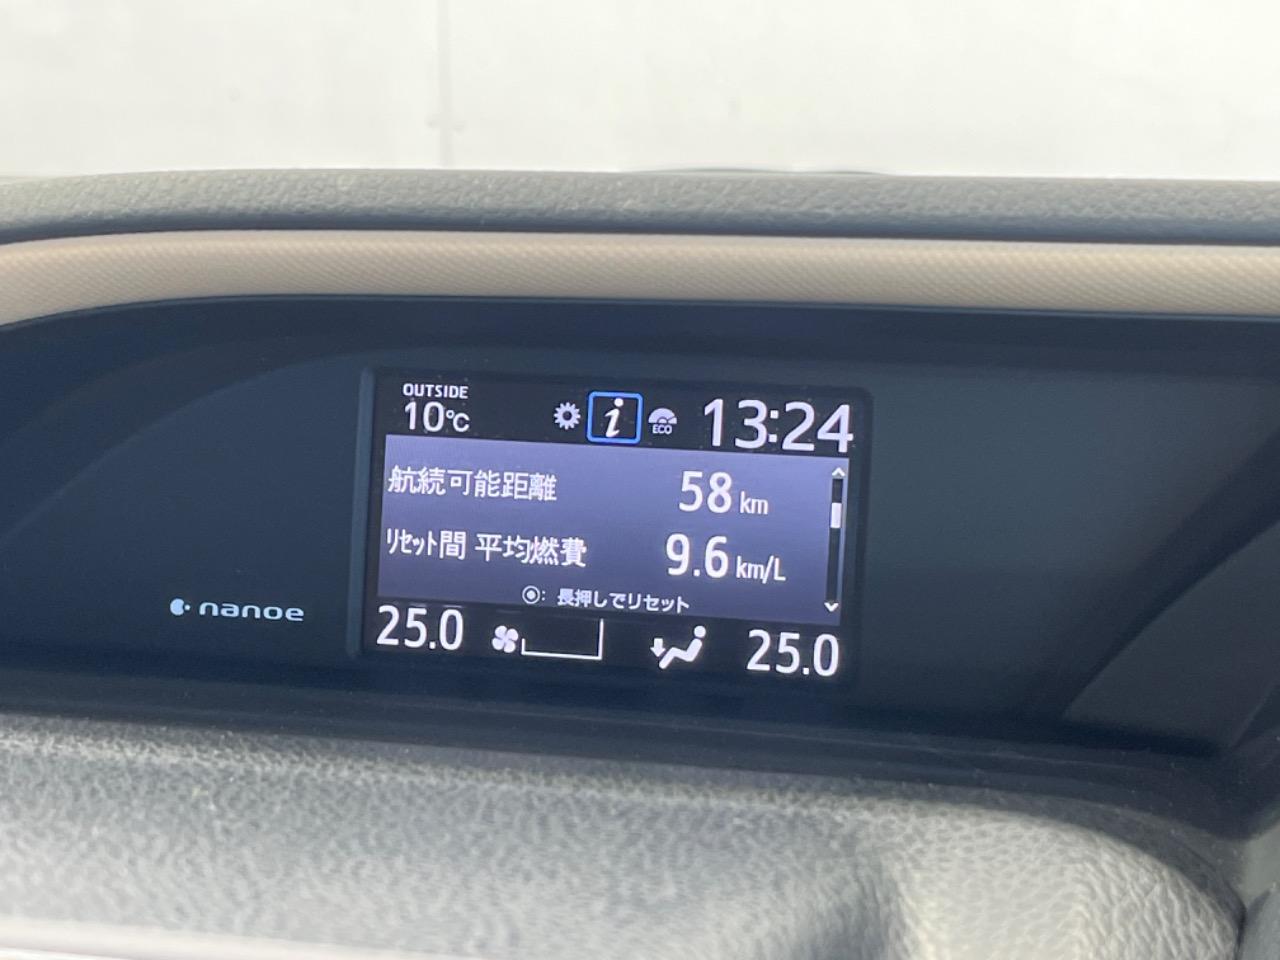 OUTSIDE
10℃
ECO
13:24
航続可能距離 58 km
リセット間 平均燃費 9.6 km/L
長押しでリセット
nanoe
25.0
25.0